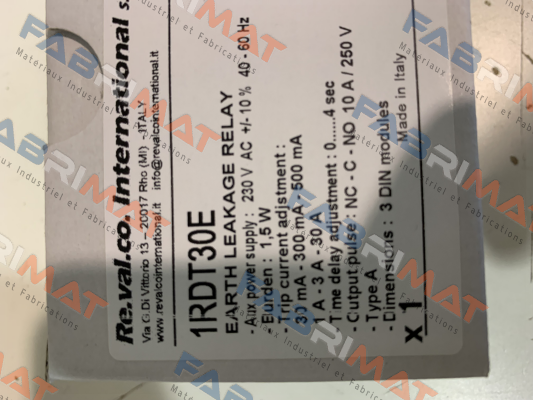 Re.val.co. International s.
Via G.Di Vittorio 13 – 20017 Rho (MI) - ITALY
www.revalcointernational.it info@revalcointernational.it
1RDT30E
EARTH LEAKAGE RELAY
- Aux power supply : 230 V AC +/- 10 % 40 - 60 Hz
- Burden : 1,5 W
- Trip current adjstment :
30 mA - 300 mA - 500 mA
1 A - 3 A - 30 A
- Time delay adjustment : 0......4 sec
- Output pulse : NC - C - NO 10 A / 250 V
- Type A
- Dimensions : 3 DIN modules
Made in Italy
X 1
FABRIMAT
Materiaux Industriel et Fabrications